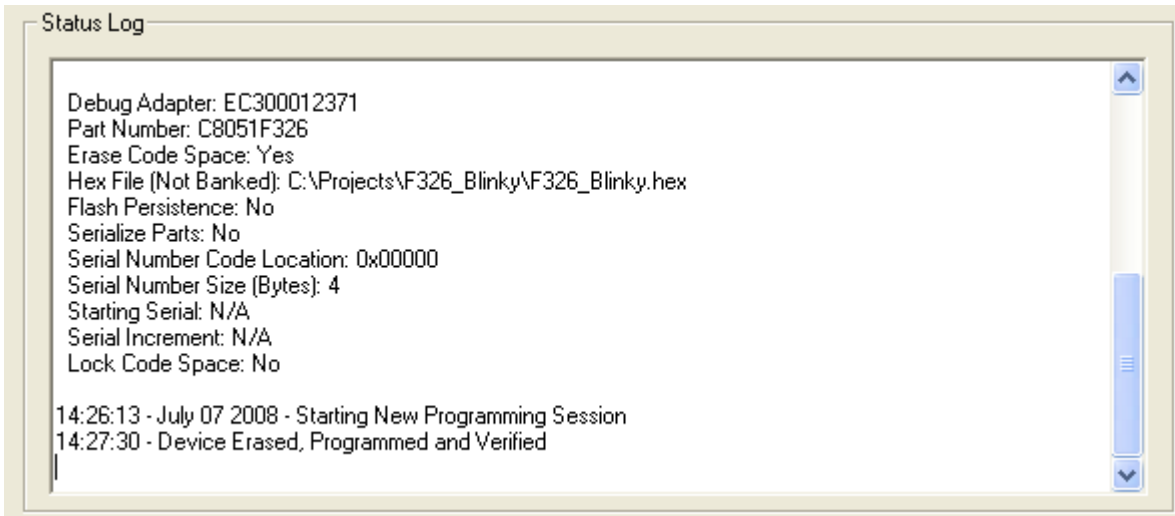 Status Log
Debug Adapter: EC300012371
Part Number: C8051F326
Erase Code Space: Yes
Hex File (Not Banked): C:\Projects\F326_Blinky\F326_Blinky.hex
Flash Persistence: No
Serialize Parts: No
Serial Number Code Location: 0x00000
Serial Number Size (Bytes): 4
Starting Serial: N/A
Serial Increment: N/A
Lock Code Space: No
14:26:13 - July 07 2008 - Starting New Programming Session
14:27:30 - Device Erased, Programmed and Verified